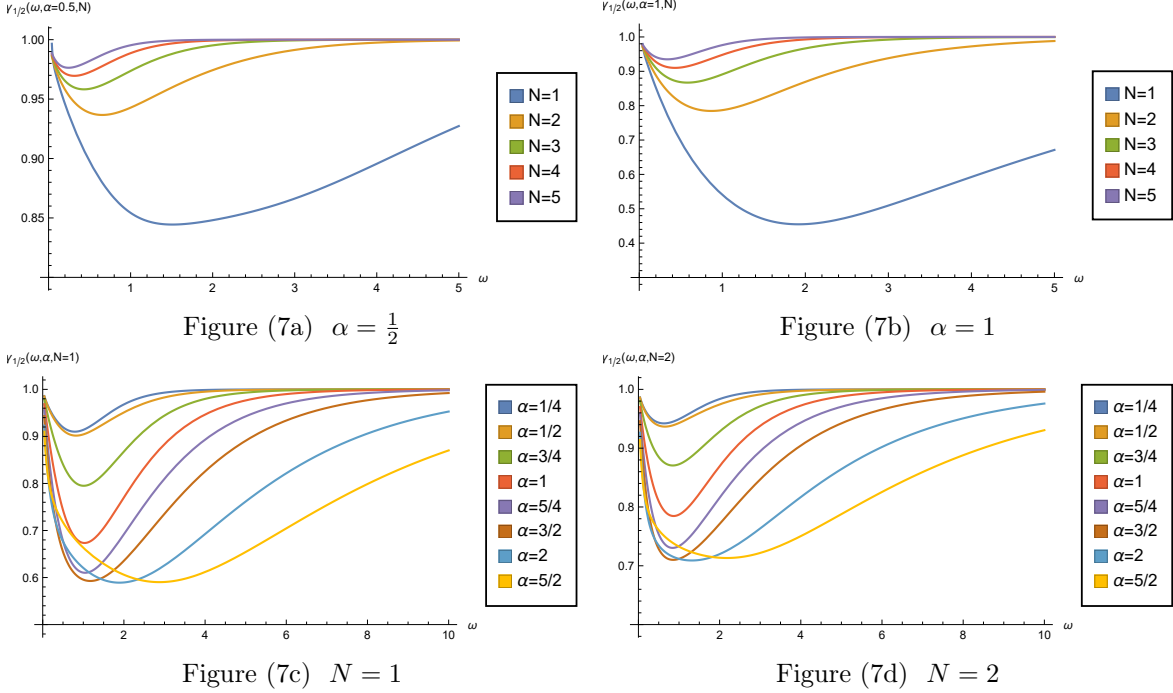 γ1/2(ω,α=0.5,N)
1.00
0.95
0.90
0.85
1 2 3 4 5 ω
N=1
N=2
N=3
N=4
N=5
Figure (7a) α = 1/2
γ1/2(ω,α=1,N)
1.0
0.9
0.8
0.7
0.6
0.5
0.4
1 2 3 4 5 ω
N=1
N=2
N=3
N=4
N=5
Figure (7b) α = 1
γ1/2(ω,α,N=1)
1.0
0.9
0.8
0.7
0.6
2 4 6 8 10 ω
α=1/4
α=1/2
α=3/4
α=1
α=5/4
α=3/2
α=2
α=5/2
Figure (7c) N = 1
γ1/2(ω,α,N=2)
1.0
0.9
0.8
0.7
2 4 6 8 10 ω
α=1/4
α=1/2
α=3/4
α=1
α=5/4
α=3/2
α=2
α=5/2
Figure (7d) N = 2